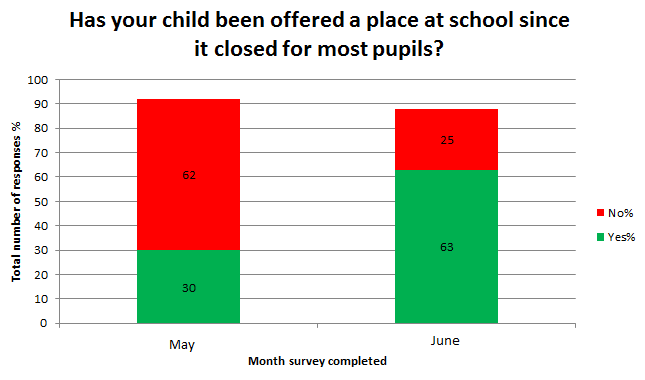 Has your child been offered a place at school since
it closed for most pupils?
100
90
80
70
60
50
40
30
20
10
0
Total number of responses %
62
30
25
63
May
June
Month survey completed
No%
Yes%